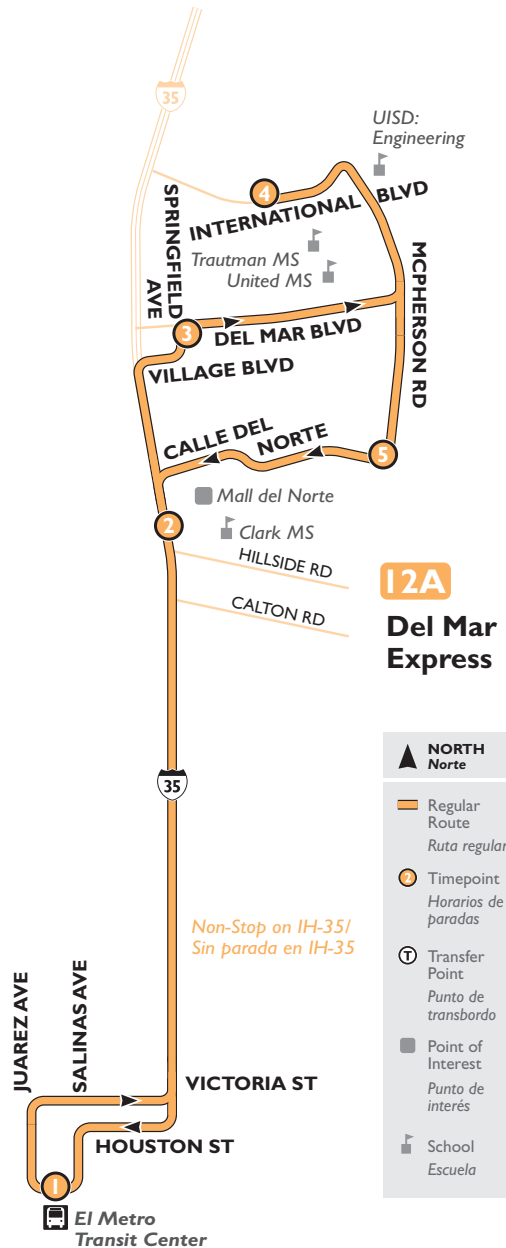 35
UISD:
Engineering
4
INTERNATIONAL BLVD
SPRINGFIELD
AVE
Trautman MS
United MS
MCPHERSON RD
3
DEL MAR BLVD
VILLAGE BLVD
CALLE DEL
NORTE
5
Mall del Norte
2
Clark MS
HILLSIDE RD
CALTON RD
12A
Del Mar
Express
NORTH
Norte
35
Regular
Route
Ruta regular
2
Timepoint
Horarios de
paradas
T
Transfer
Point
Punto de
transbordo
Point of
Interest
Punto de
interés
School
Escuela
Non-Stop on IH-35/
Sin parada en IH-35
JUAREZ AVE
SALINAS AVE
VICTORIA ST
HOUSTON ST
1
El Metro
Transit Center